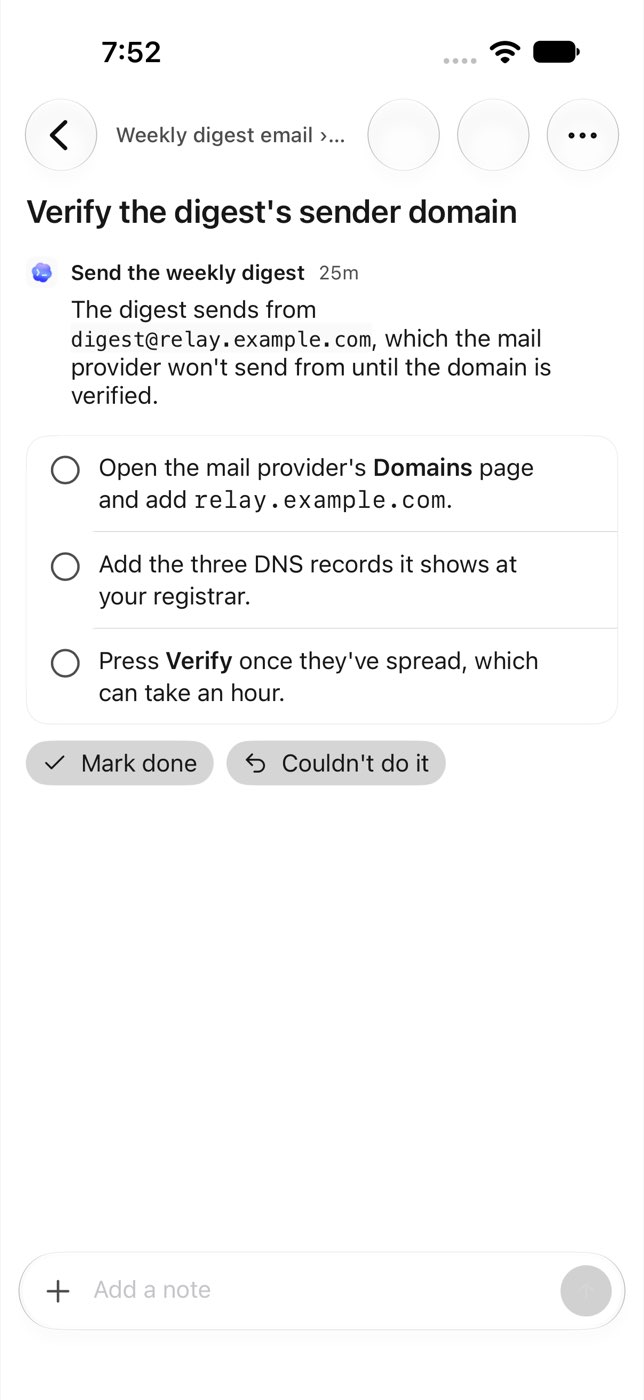 7:52
Weekly digest email ›...
Verify the digest's sender domain
Send the weekly digest 25m
The digest sends from
digest@relay.example.com, which the mail
provider won't send from until the domain is
verified.
Open the mail provider's Domains page
and add relay.example.com.
Add the three DNS records it shows at
your registrar.
Press Verify once they've spread, which
can take an hour.
Mark done
Couldn't do it
Add a note